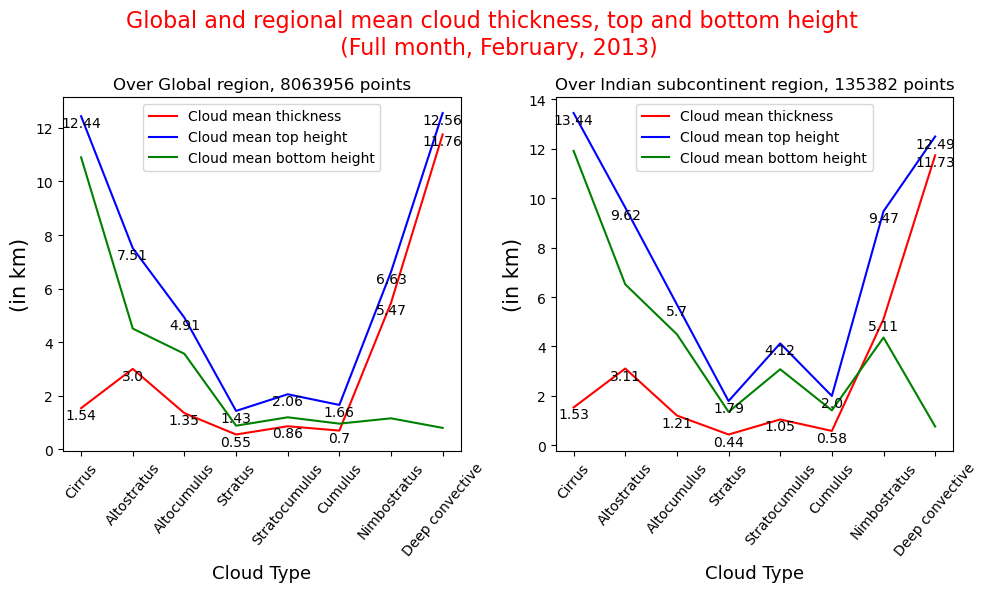 Global and regional mean cloud thickness, top and bottom height
(Full month, February, 2013)
Over Global region, 8063956 points
Cloud mean thickness
Cloud mean top height
Cloud mean bottom height
12.44
7.51
4.91
1.43
2.06
1.66
6.63
12.56
1.54
3.0
1.35
0.55
0.86
0.7
5.47
11.76
(in km)
12
10
8
6
4
2
0
Cirrus
Altostratus
Altocumulus
Stratus
Stratocumulus
Cumulus
Nimbostratus
Deep convective
Cloud Type
Over Indian subcontinent region, 135382 points
Cloud mean thickness
Cloud mean top height
Cloud mean bottom height
13.44
9.62
5.7
1.79
4.12
2.0
9.47
12.49
1.53
3.11
1.21
0.44
1.05
0.58
5.11
11.73
(in km)
14
12
10
8
6
4
2
0
Cirrus
Altostratus
Altocumulus
Stratus
Stratocumulus
Cumulus
Nimbostratus
Deep convective
Cloud Type